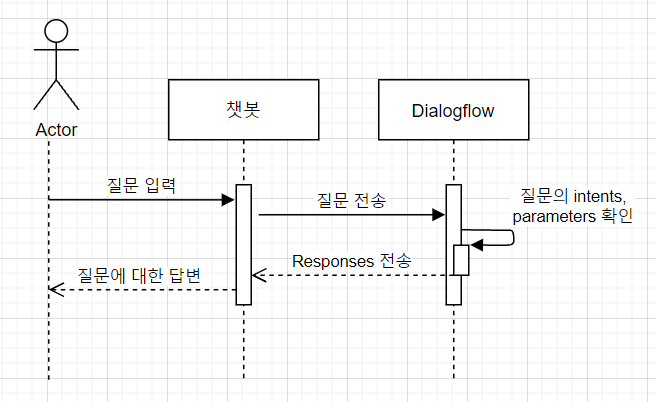 챗봇
Dialogflow
Actor
질문 입력
질문 전송
질문의 intents,
parameters 확인
Responses 전송
질문에 대한 답변